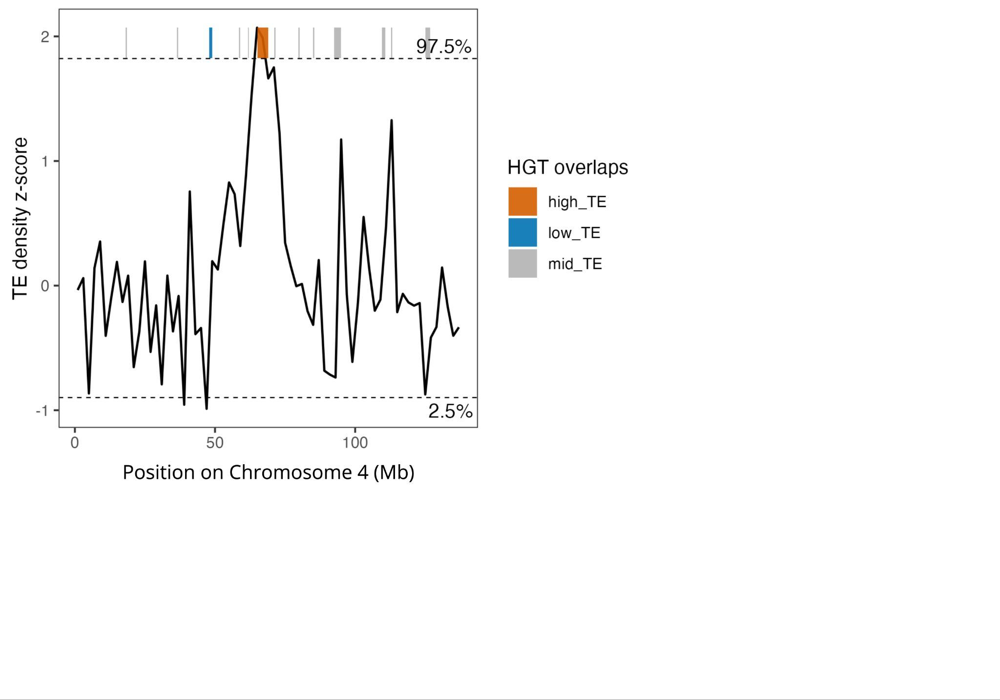 2
97.5%
1
0
-1
2.5%
TE density z-score
0 50 100
Position on Chromosome 4 (Mb)
HGT overlaps
high_TE
low_TE
mid_TE